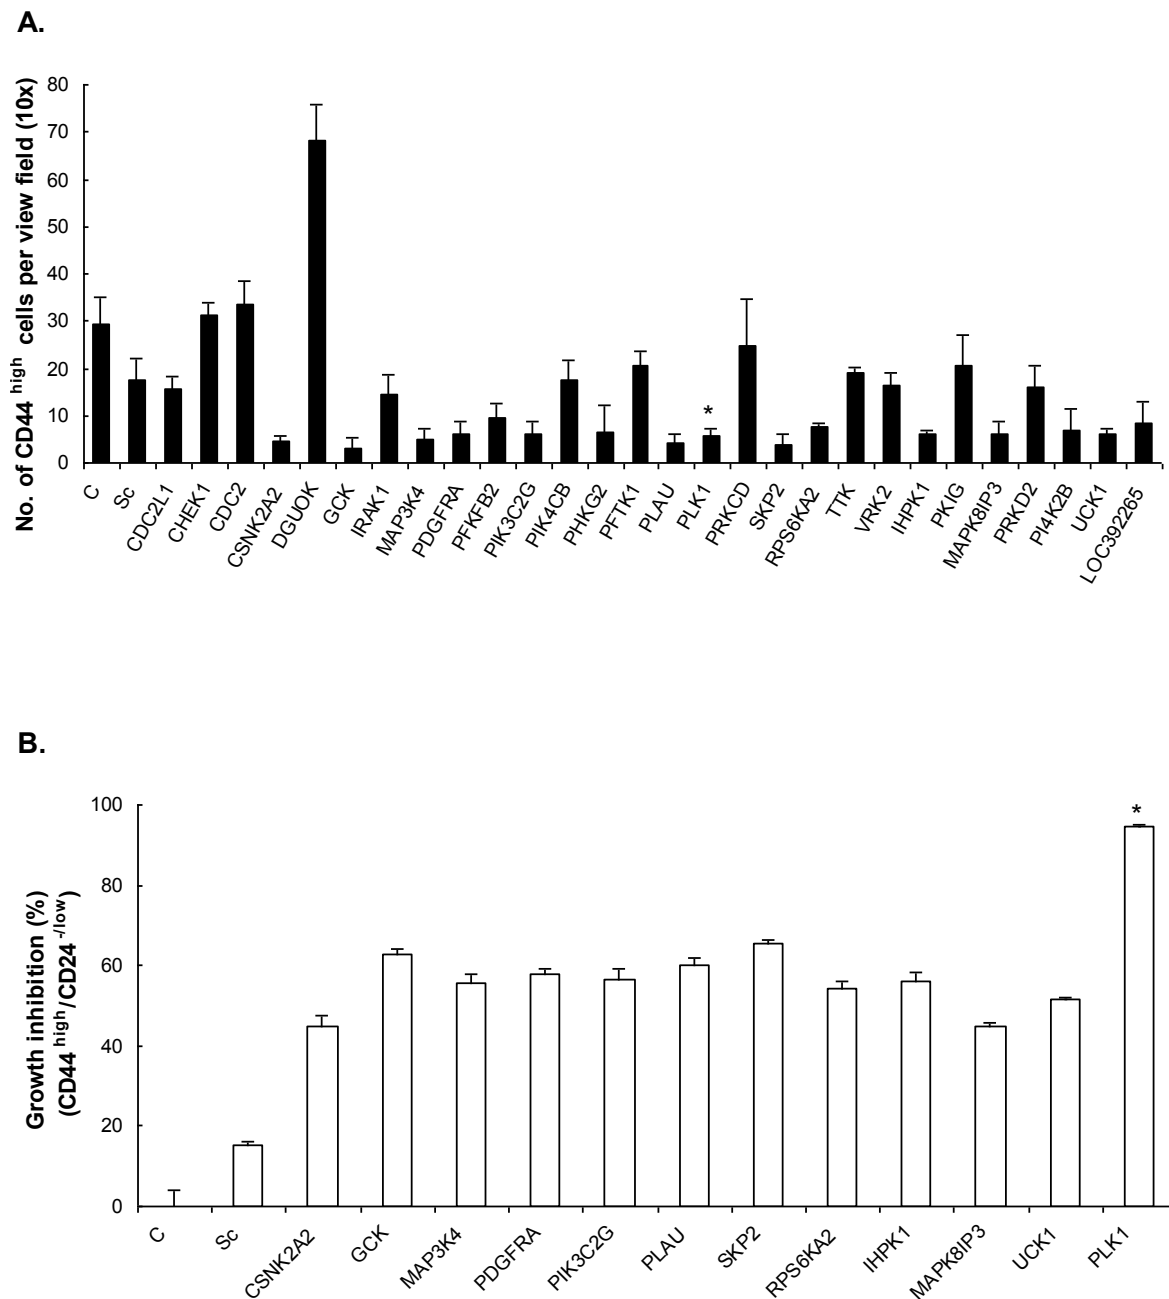 A.
No. of CD44 high cells per view field (10x)
80
70
60
50
40
30
20
10
0
*
C
Sc
CDC2L1
CHEK1
CDC2
CSNK2A2
DGUOK
GCK
IRAK1
MAP3K4
PDGFRA
PFKFB2
PIK3C2G
PIK4CB
PHKG2
PFTK1
PLAU
PLK1
PRKCD
SKP2
RPS6KA2
TTK
VRK2
IHPK1
PKIG
MAPK8IP3
PRKD2
PI4K2B
UCK1
LOC392265
B.
Growth inhibition (%)
(CD44 high/CD24 -/low)
100
80
60
40
20
0
*
C
Sc
CSNK2A2
GCK
MAP3K4
PDGFRA
PIK3C2G
PLAU
SKP2
RPS6KA2
IHPK1
MAPK8IP3
UCK1
PLK1